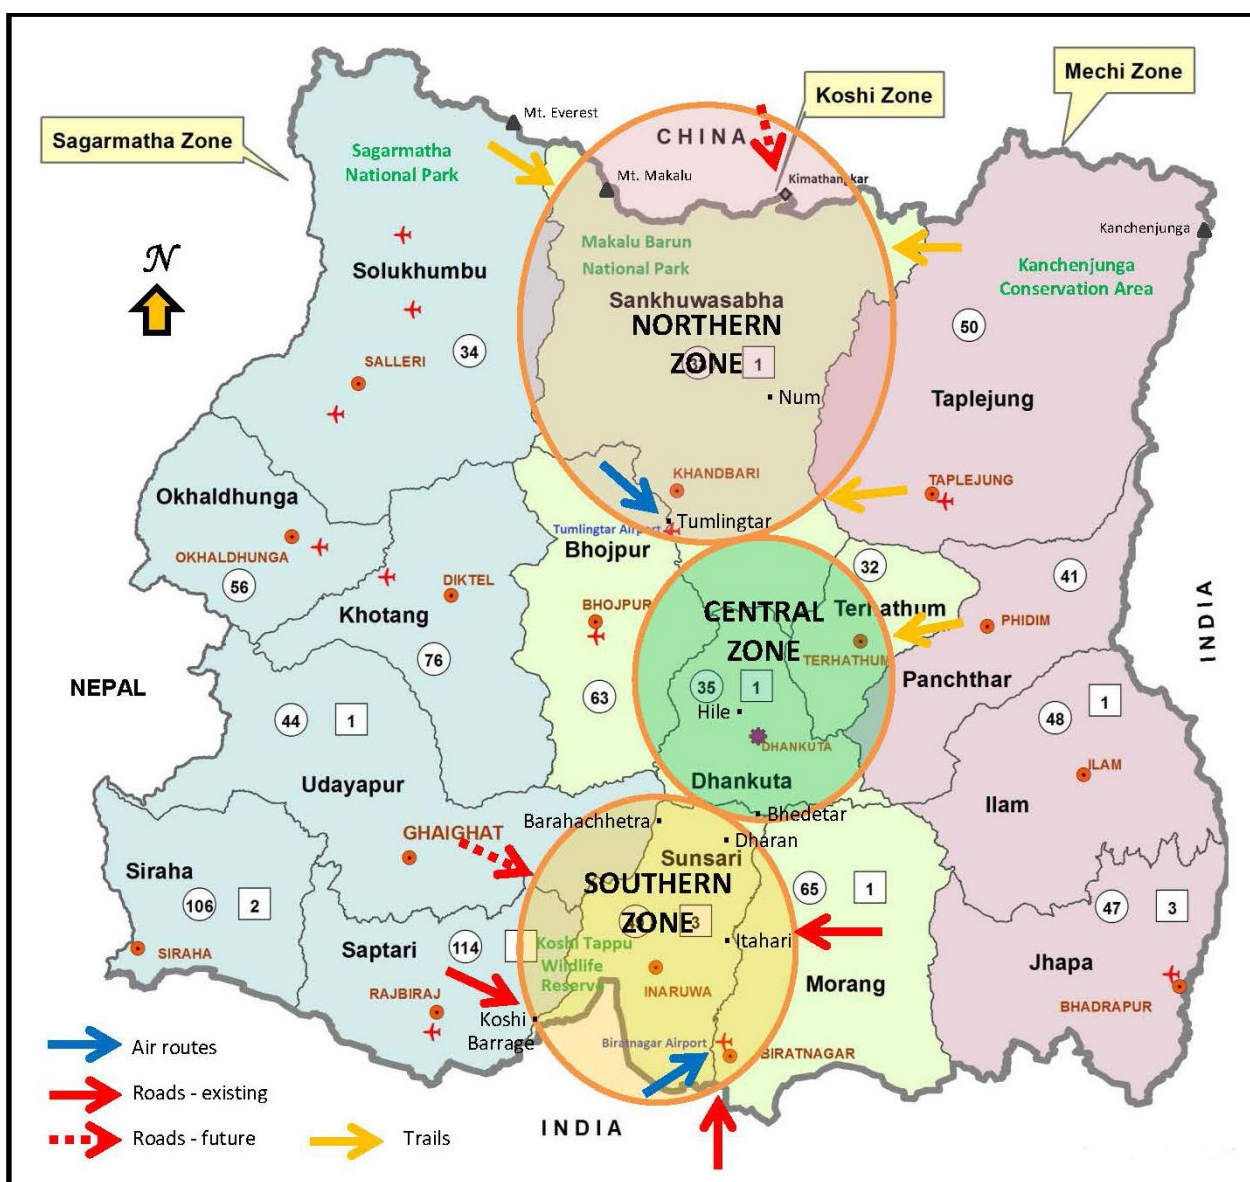 Mechi Zone
Koshi Zone
Sagarmatha Zone
Mt. Everest
CHINA
Sagarmatha
National Park
Mt. Makalu
Kimathangkar
Kanchenjunga
N
Makalu Barun
National Park
Kanchenjunga
Conservation Area
Solukhumbu
Sankhuwasabha
NORTHERN
ZONE
50
34
1
SALLERI
Num
Taplejung
Okhaldhunga
KHANDBARI
TAPLEJUNG
Tumlingtar Airport
Tumlingtar
OKHALDHUNGA
56
Bhojpur
32
41
Khotang
DIKTEL
BHOJPUR
CENTRAL
ZONE
Terhathum
PHIDIM
TERHATHUM
INDIA
76
NEPAL
63
35
1
Panchthar
Hile
44
1
48
1
DHANKUTA
Udayapur
Dhankuta
ILAM
Ilam
Barahachhetra
Bhedetar
GHAIGHAT
Dharan
Sunsari
Siraha
SOUTHERN
ZONE
65
1
106
2
3
47
3
Saptari
114
Koshi Tappu
Wildlife
Reserve
Itahari
SIRAHA
RAJBIRAJ
INARUWA
Morang
Jhapa
BHADRAPUR
Koshi
Barrage
Biratnagar Airport
BIRATNAGAR
Air routes
Roads - existing
Roads - future
Trails
INDIA